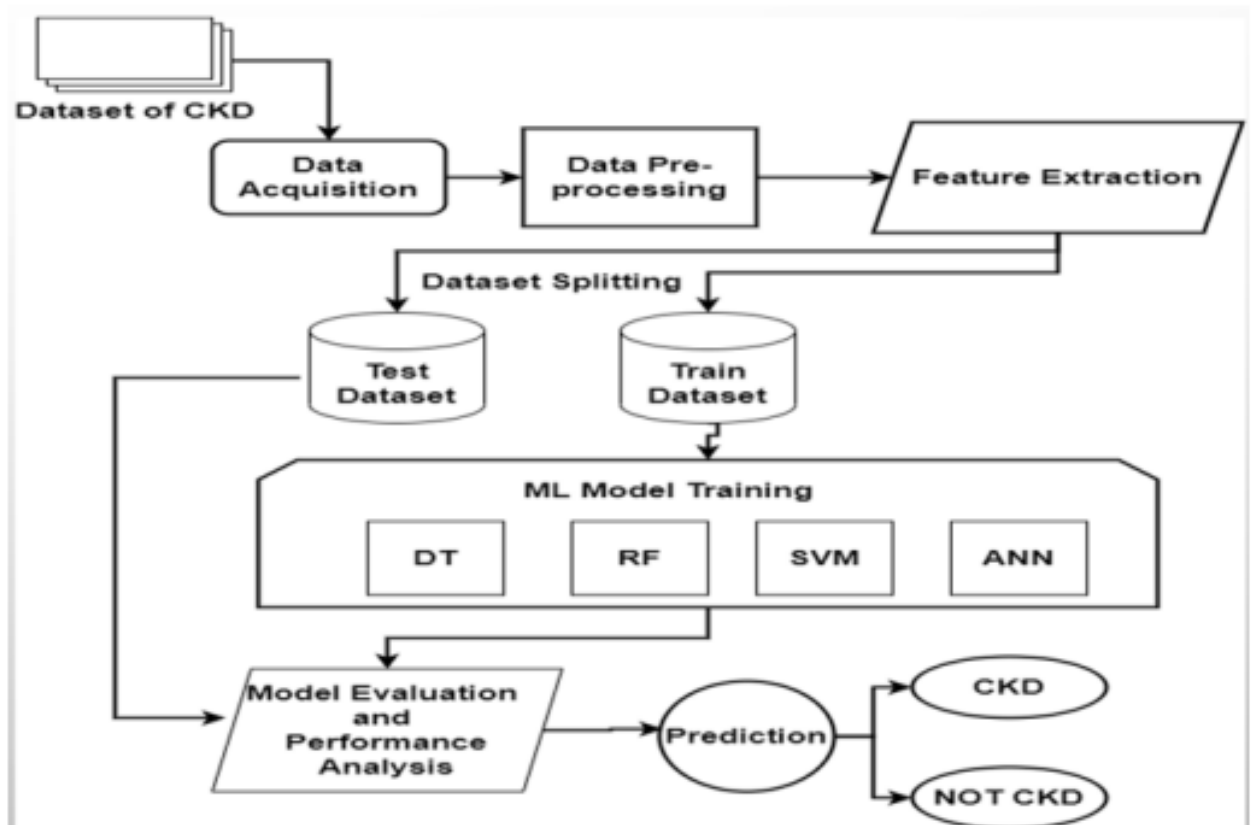 Dataset of CKD
Data
Acquisition
Data Pre-
processing
Feature Extraction
Dataset Splitting
Test
Dataset
Train
Dataset
ML Model Training
DT
RF
SVM
ANN
Model Evaluation
and
Performance
Analysis
Prediction
CKD
NOT CKD